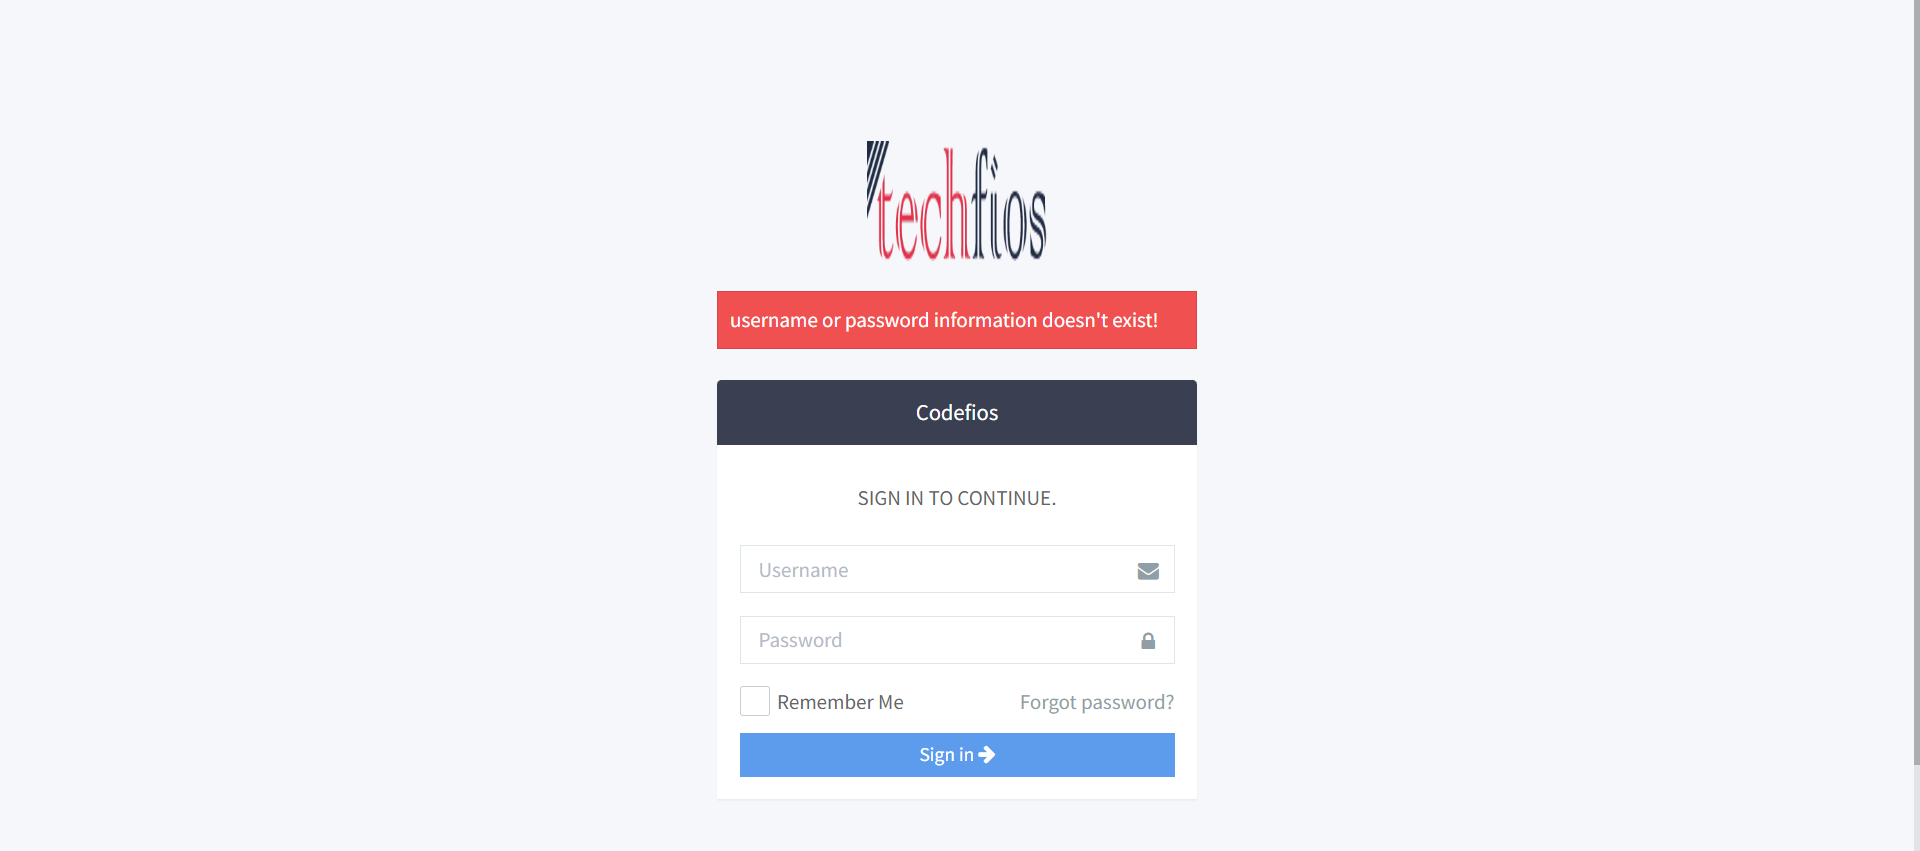 techfios
username or password information doesn't exist!
Codefios
SIGN IN TO CONTINUE.
Username
Password
Remember Me Forgot password?
Sign in